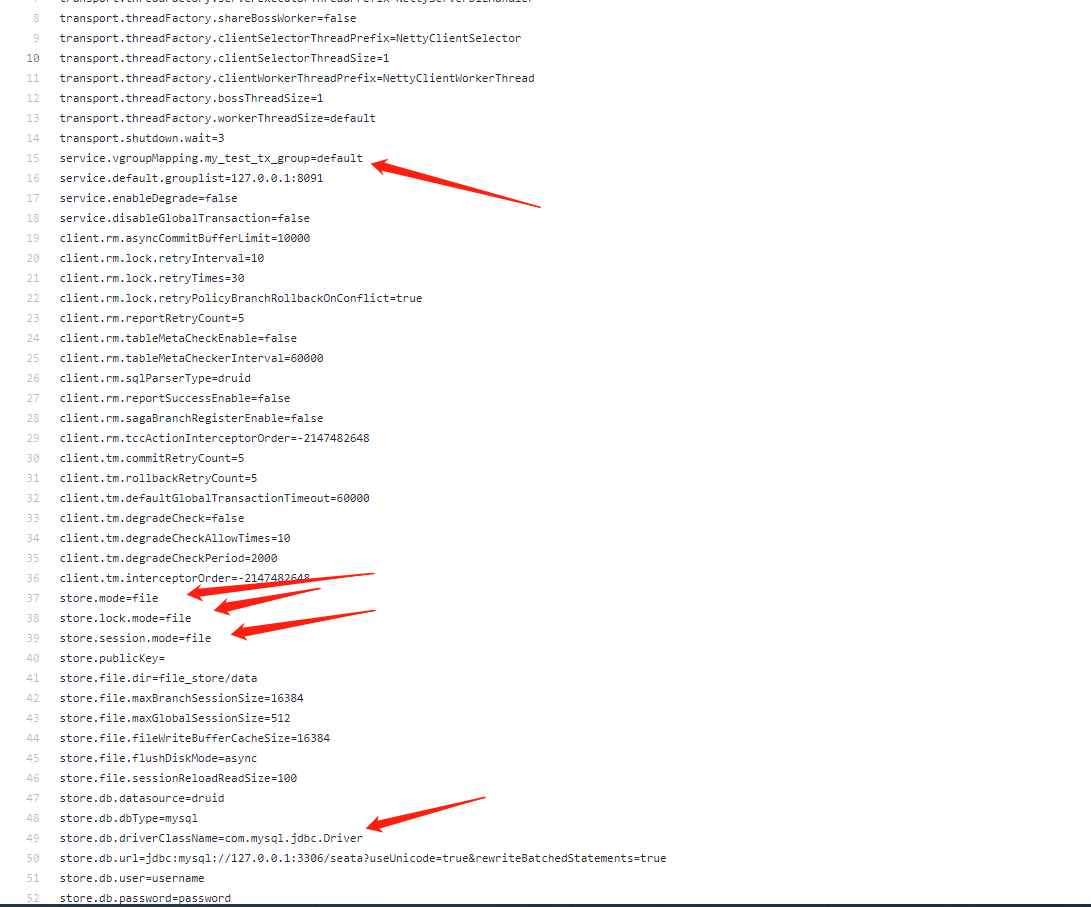 7 transport.threadFactory.serverExecutorThreadPrefix=NettyServerBizHandler
8 transport.threadFactory.shareBossWorker=false
9 transport.threadFactory.clientSelectorThreadPrefix=NettyClientSelector
10 transport.threadFactory.clientSelectorThreadSize=1
11 transport.threadFactory.clientWorkerThreadPrefix=NettyClientWorkerThread
12 transport.threadFactory.bossThreadSize=1
13 transport.threadFactory.workerThreadSize=default
14 transport.shutdown.wait=3
15 service.vgroupMapping.my_test_tx_group=default
16 service.default.grouplist=127.0.0.1:8091
17 service.enableDegrade=false
18 service.disableGlobalTransaction=false
19 client.rm.asyncCommitBufferLimit=10000
20 client.rm.lock.retryInterval=10
21 client.rm.lock.retryTimes=30
22 client.rm.lock.retryPolicyBranchRollbackOnConflict=true
23 client.rm.reportRetryCount=5
24 client.rm.tableMetaCheckEnable=false
25 client.rm.tableMetaCheckerInterval=60000
26 client.rm.sqlParserType=druid
27 client.rm.reportSuccessEnable=false
28 client.rm.sagaBranchRegisterEnable=false
29 client.rm.tccActionInterceptorOrder=-2147482648
30 client.tm.commitRetryCount=5
31 client.tm.rollbackRetryCount=5
32 client.tm.defaultGlobalTransactionTimeout=60000
33 client.tm.degradeCheck=false
34 client.tm.degradeCheckAllowTimes=10
35 client.tm.degradeCheckPeriod=2000
36 client.tm.interceptorOrder=-2147482648
37 store.mode=file
38 store.lock.mode=file
39 store.session.mode=file
40 store.publicKey=
41 store.file.dir=file_store/data
42 store.file.maxBranchSessionSize=16384
43 store.file.maxGlobalSessionSize=512
44 store.file.fileWriteBufferCacheSize=16384
45 store.file.flushDiskMode=async
46 store.file.sessionReloadReadSize=100
47 store.db.datasource=druid
48 store.db.dbType=mysql
49 store.db.driverClassName=com.mysql.jdbc.Driver
50 store.db.url=jdbc:mysql://127.0.0.1:3306/seata?useUnicode=true&rewriteBatchedStatements=true
51 store.db.user=username
52 store.db.password=password